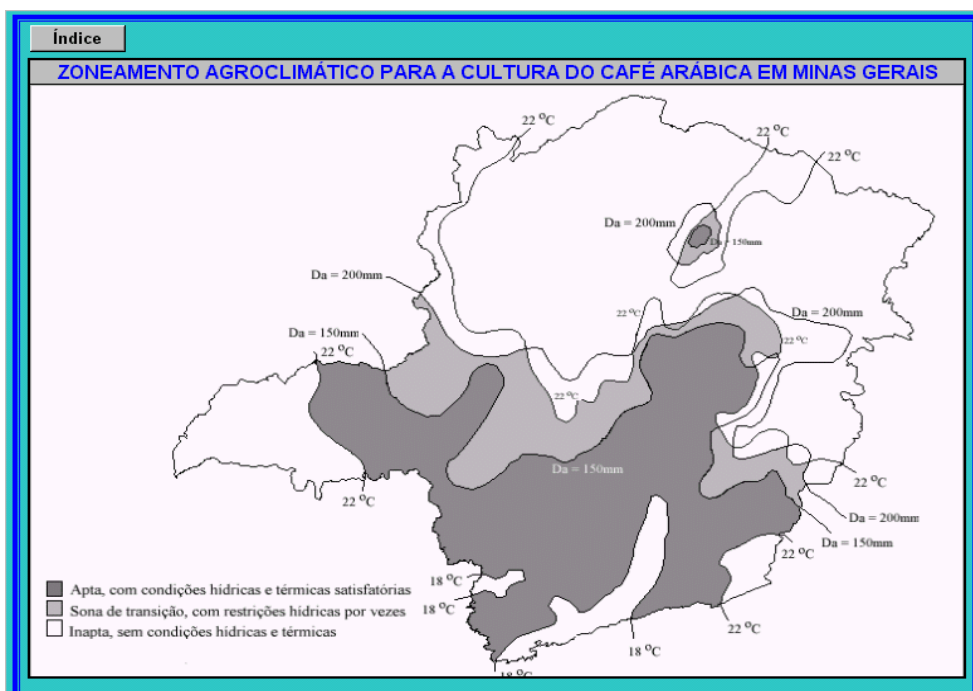 Índice
ZONEAMENTO AGROCLIMÁTICO PARA A CULTURA DO CAFÉ ARÁBICA EM MINAS GERAIS
22 °C
22 °C
22 °C
Da = 200mm
Da = 150mm
Da = 200mm
Da = 200mm
22 °C
Da = 150mm
22 °C
22 °C
22 °C
Da = 150mm
22 °C
22 °C
Da = 200mm
Da = 150mm
22 °C
18 °C
18 °C
22 °C
18 °C
18 °C
Apta, com condições hídricas e térmicas satisfatórias
Sona de transição, com restrições hídricas por vezes
Inapta, sem condições hídricas e térmicas